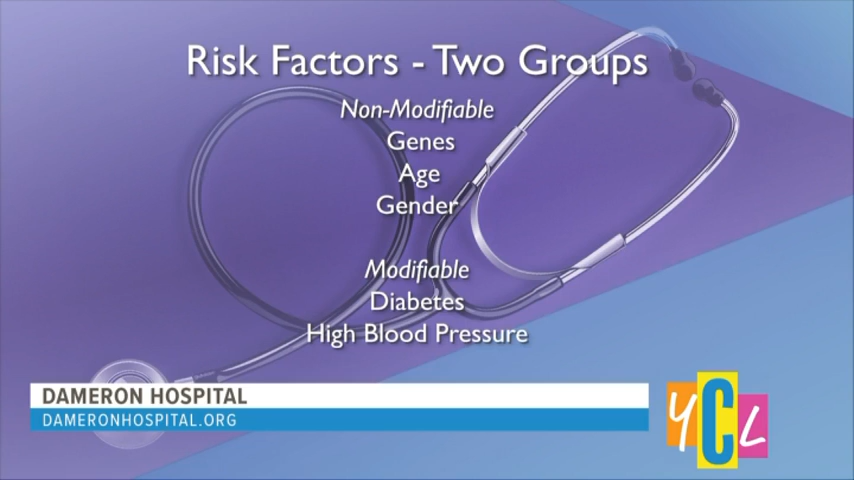 Risk Factors - Two Groups
Non-Modifiable
Genes
Age
Gender
Modifiable
Diabetes
High Blood Pressure
DAMERON HOSPITAL
DAMERONHOSPITAL.ORG
YCL